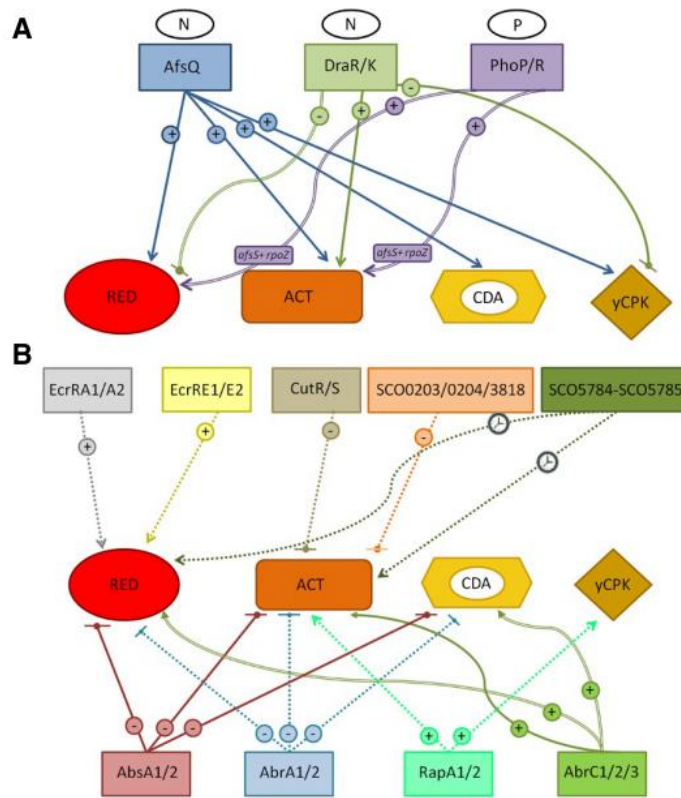 A
N
N
P
AfsQ
DraR/K
PhoP/R
-
-
+
+
+
+
+
+
+
afsS+rpoZ
afsS+rpoZ
RED
ACT
CDA
yCPK
B
EcrRA1/A2
EcrRE1/E2
CutR/S
SCO0203/0204/3818
SCO5784-SCO5785
+
+
-
-
RED
ACT
CDA
yCPK
-
-
-
-
-
-
+
+
+
+
+
AbsA1/2
AbrA1/2
RapA1/2
AbrC1/2/3